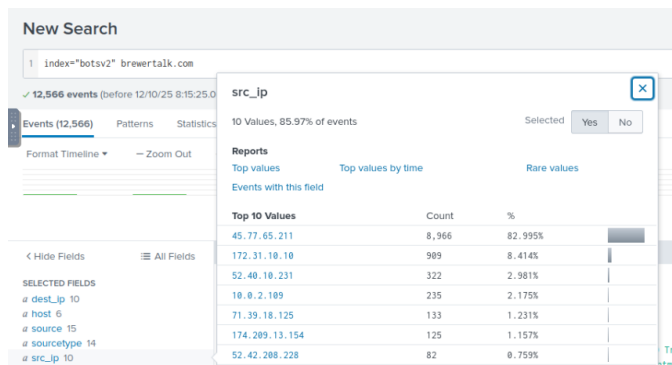 New Search
1 index="botsv2" brewertalk.com
✓ 12,566 events (before 12/10/25 8:15:25.0
Events (12,566) Patterns Statistics
Format Timeline ▾ — Zoom Out
< Hide Fields ≔ All Fields
SELECTED FIELDS
a dest_ip 10
a host 6
a source 15
a sourcetype 14
a src_ip 10
src_ip
10 Values, 85.97% of events Selected Yes No
Reports
Top values Top values by time Rare values
Events with this field
Top 10 Values Count %
45.77.65.211 8,966 82.995%
172.31.10.10 909 8.414%
52.40.10.231 322 2.981%
10.0.2.109 235 2.175%
71.39.18.125 133 1.231%
174.209.13.154 125 1.157%
52.42.208.228 82 0.759%